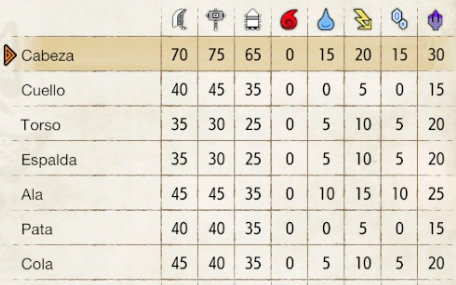 Cabeza 70 75 65 0 15 20 15 30
Cuello 40 45 35 0 0 5 0 15
Torso 35 30 25 0 5 10 5 20
Espalda 35 30 25 0 5 10 5 20
Ala 45 45 35 0 10 15 10 25
Pata 40 40 35 0 0 5 0 15
Cola 45 40 35 0 5 10 5 20